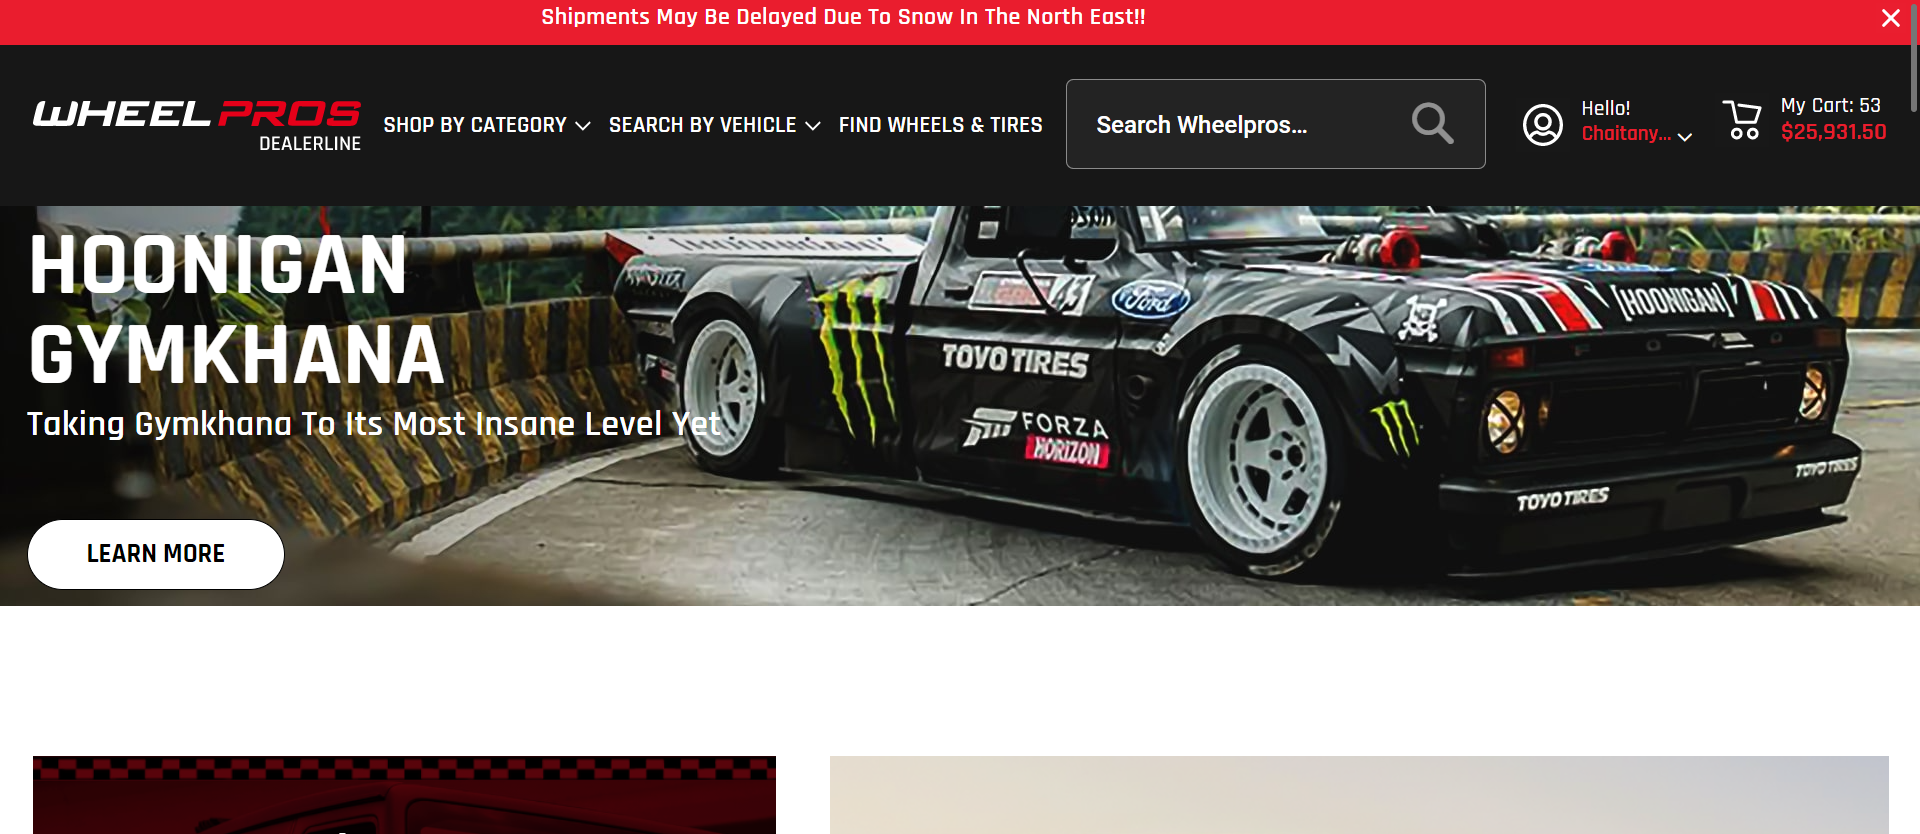 Shipments May Be Delayed Due To Snow In The North East!!
WHEEL PROS
DEALERLINE
SHOP BY CATEGORY
SEARCH BY VEHICLE
FIND WHEELS & TIRES
Search Wheelpros...
Hello!
Chaitany...
My Cart: 53
$25,931.50
HOONIGAN
GYMKHANA
Taking Gymkhana To Its Most Insane Level Yet
LEARN MORE
[HOONIGAN]
Ford
TOYO TIRES
FORZA
HORIZON
FORD
TOYO TIRES
TOYO TIRES